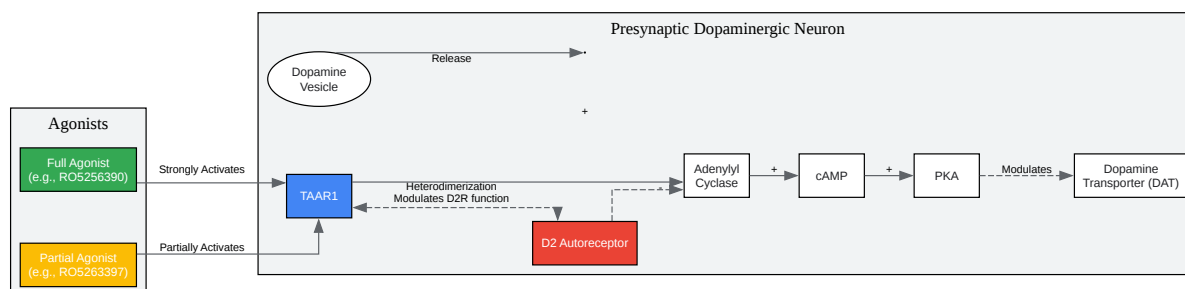 Presynaptic Dopaminergic Neuron
Dopamine
Vesicle
Release
+
Agonists
Full Agonist
(e.g., RO5256390)
Strongly Activates
Partial Agonist
(e.g., RO5263397)
Partially Activates
TAAR1
Heterodimerization
Modulates D2R function
D2 Autoreceptor
-
Adenylyl
Cyclase
+
cAMP
+
PKA
Modulates
Dopamine
Transporter (DAT)